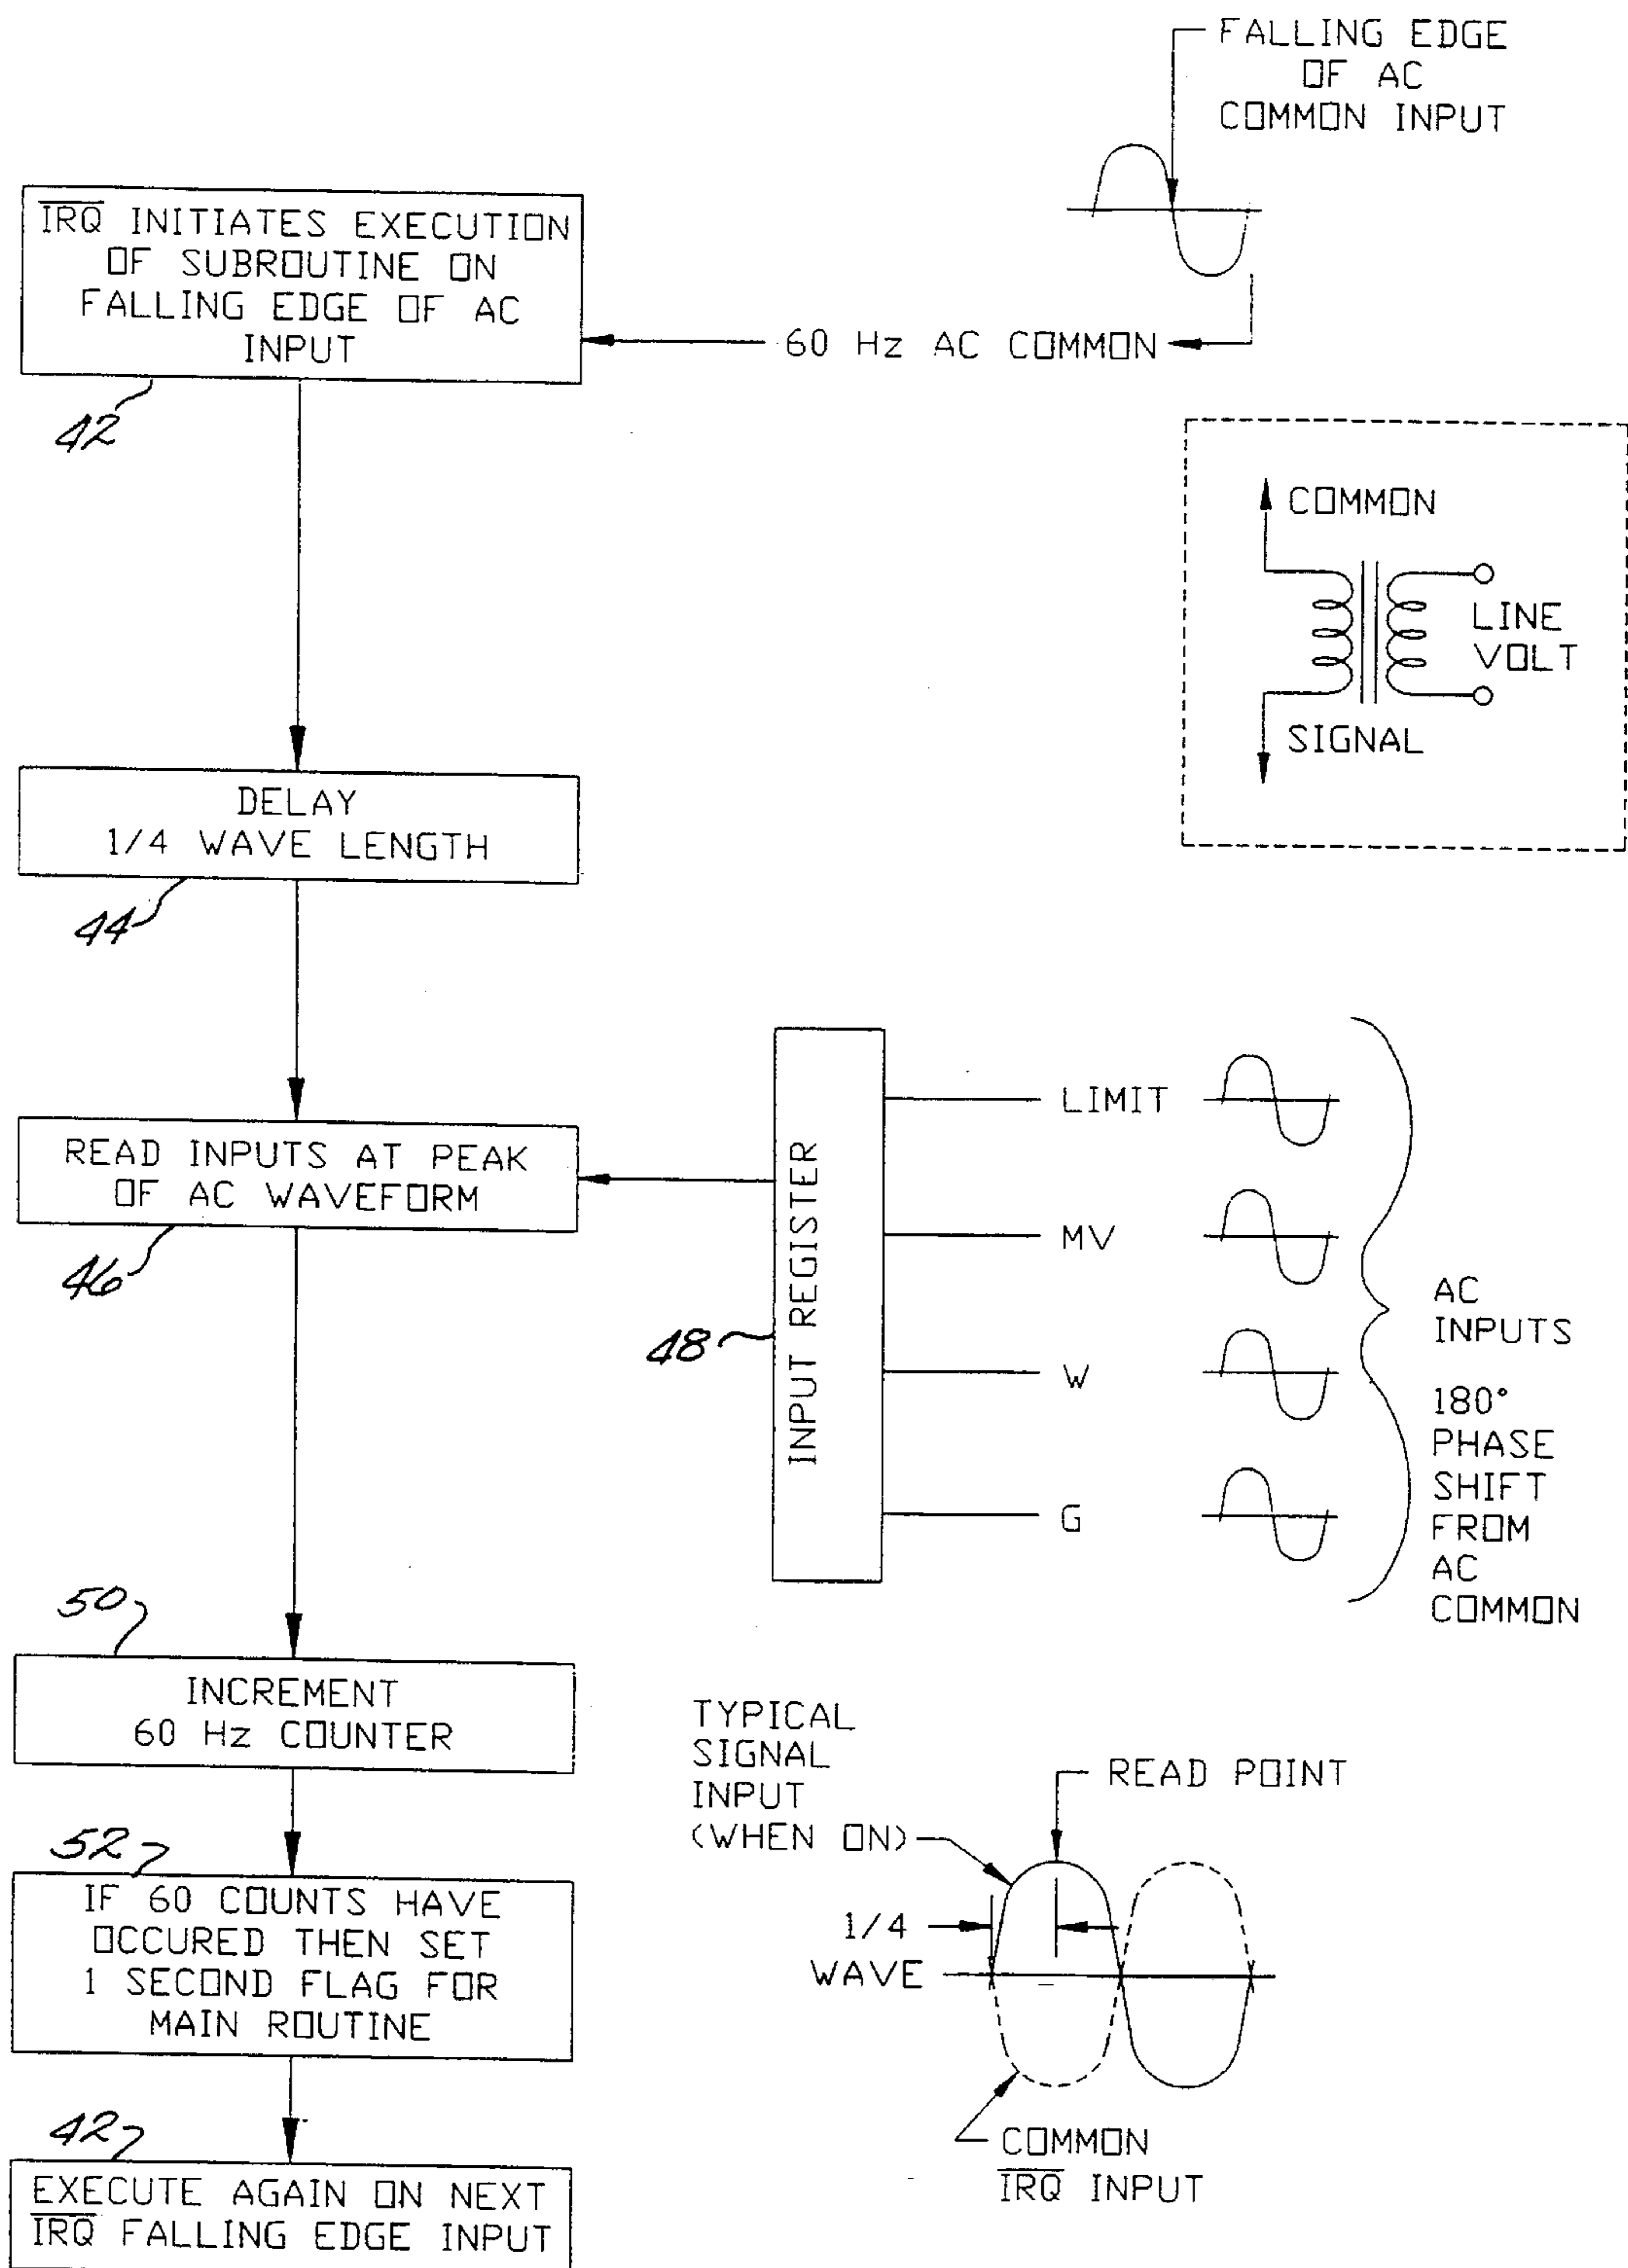 FALLING EDGE
OF AC
COMMON INPUT
I̅R̅Q̅ INITIATES EXECUTION
OF SUBROUTINE ON
FALLING EDGE OF AC
INPUT
60 Hz AC COMMON
42
COMMON
LINE
VOLT
SIGNAL
DELAY
1/4 WAVE LENGTH
44
READ INPUTS AT PEAK
OF AC WAVEFORM
46
INPUT REGISTER
48
LIMIT
MV
W
G
AC
INPUTS
180°
PHASE
SHIFT
FROM
AC
COMMON
50
INCREMENT
60 Hz COUNTER
TYPICAL
SIGNAL
INPUT
(WHEN ON)
READ POINT
1/4
WAVE
COMMON
I̅R̅Q̅ INPUT
52
IF 60 COUNTS HAVE
OCCURED THEN SET
1 SECOND FLAG FOR
MAIN ROUTINE
42
EXECUTE AGAIN ON NEXT
I̅R̅Q̅ FALLING EDGE INPUT